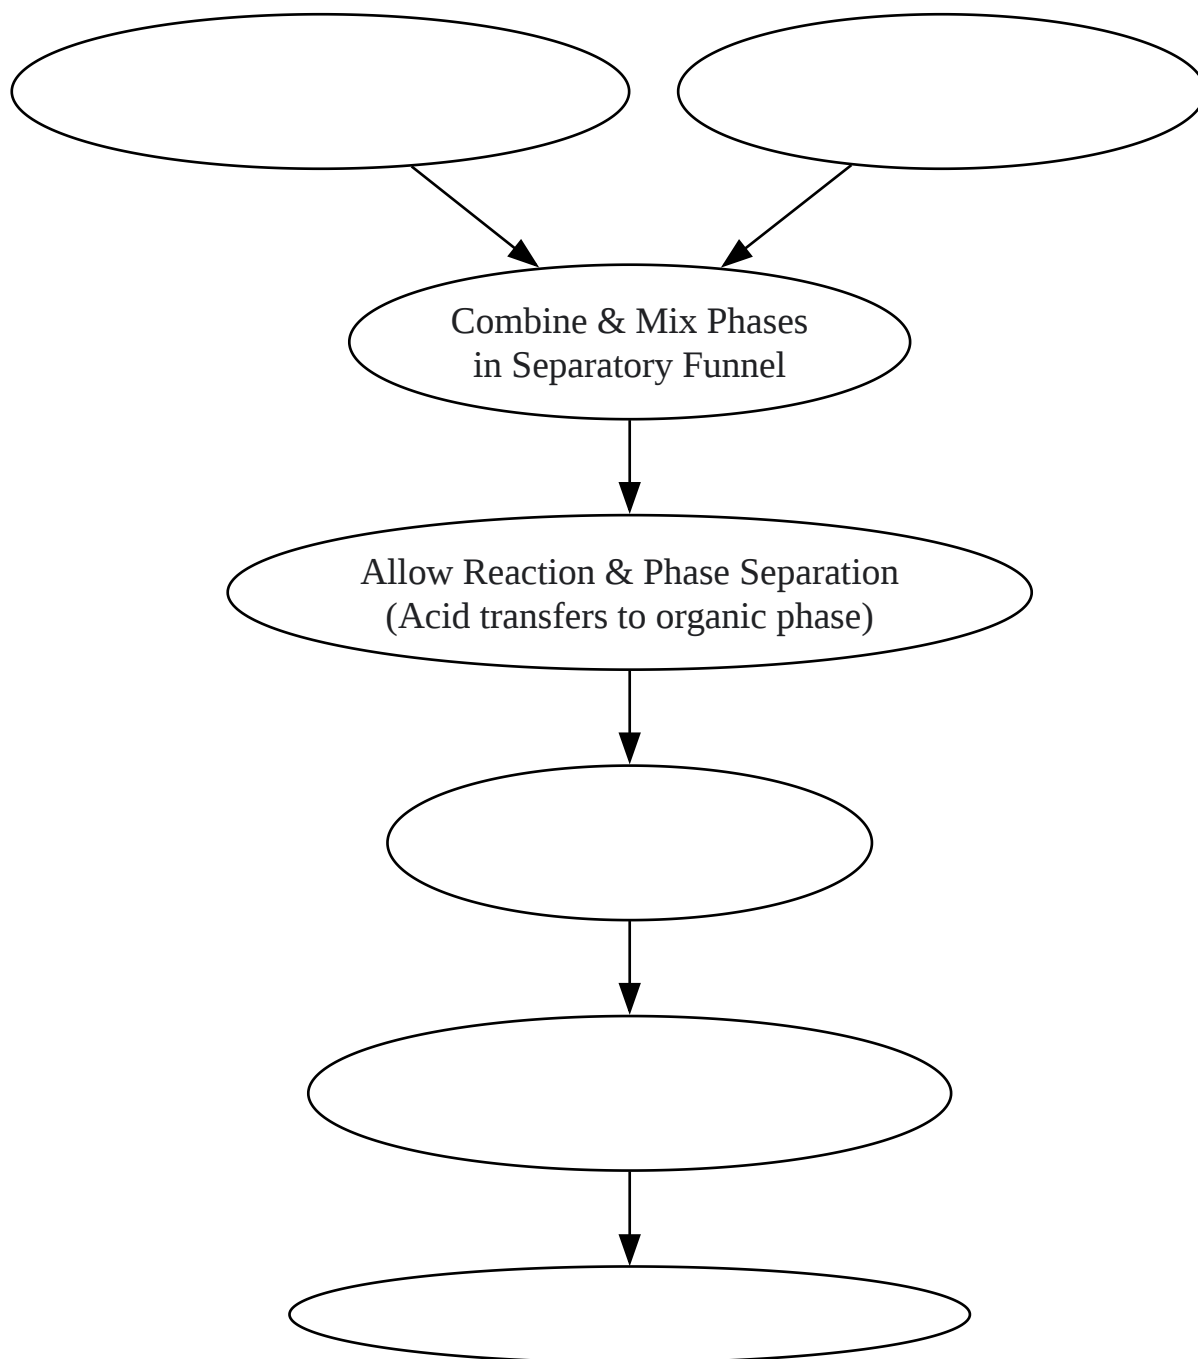 Combine & Mix Phases
in Separatory Funnel
Allow Reaction & Phase Separation
(Acid transfers to organic phase)